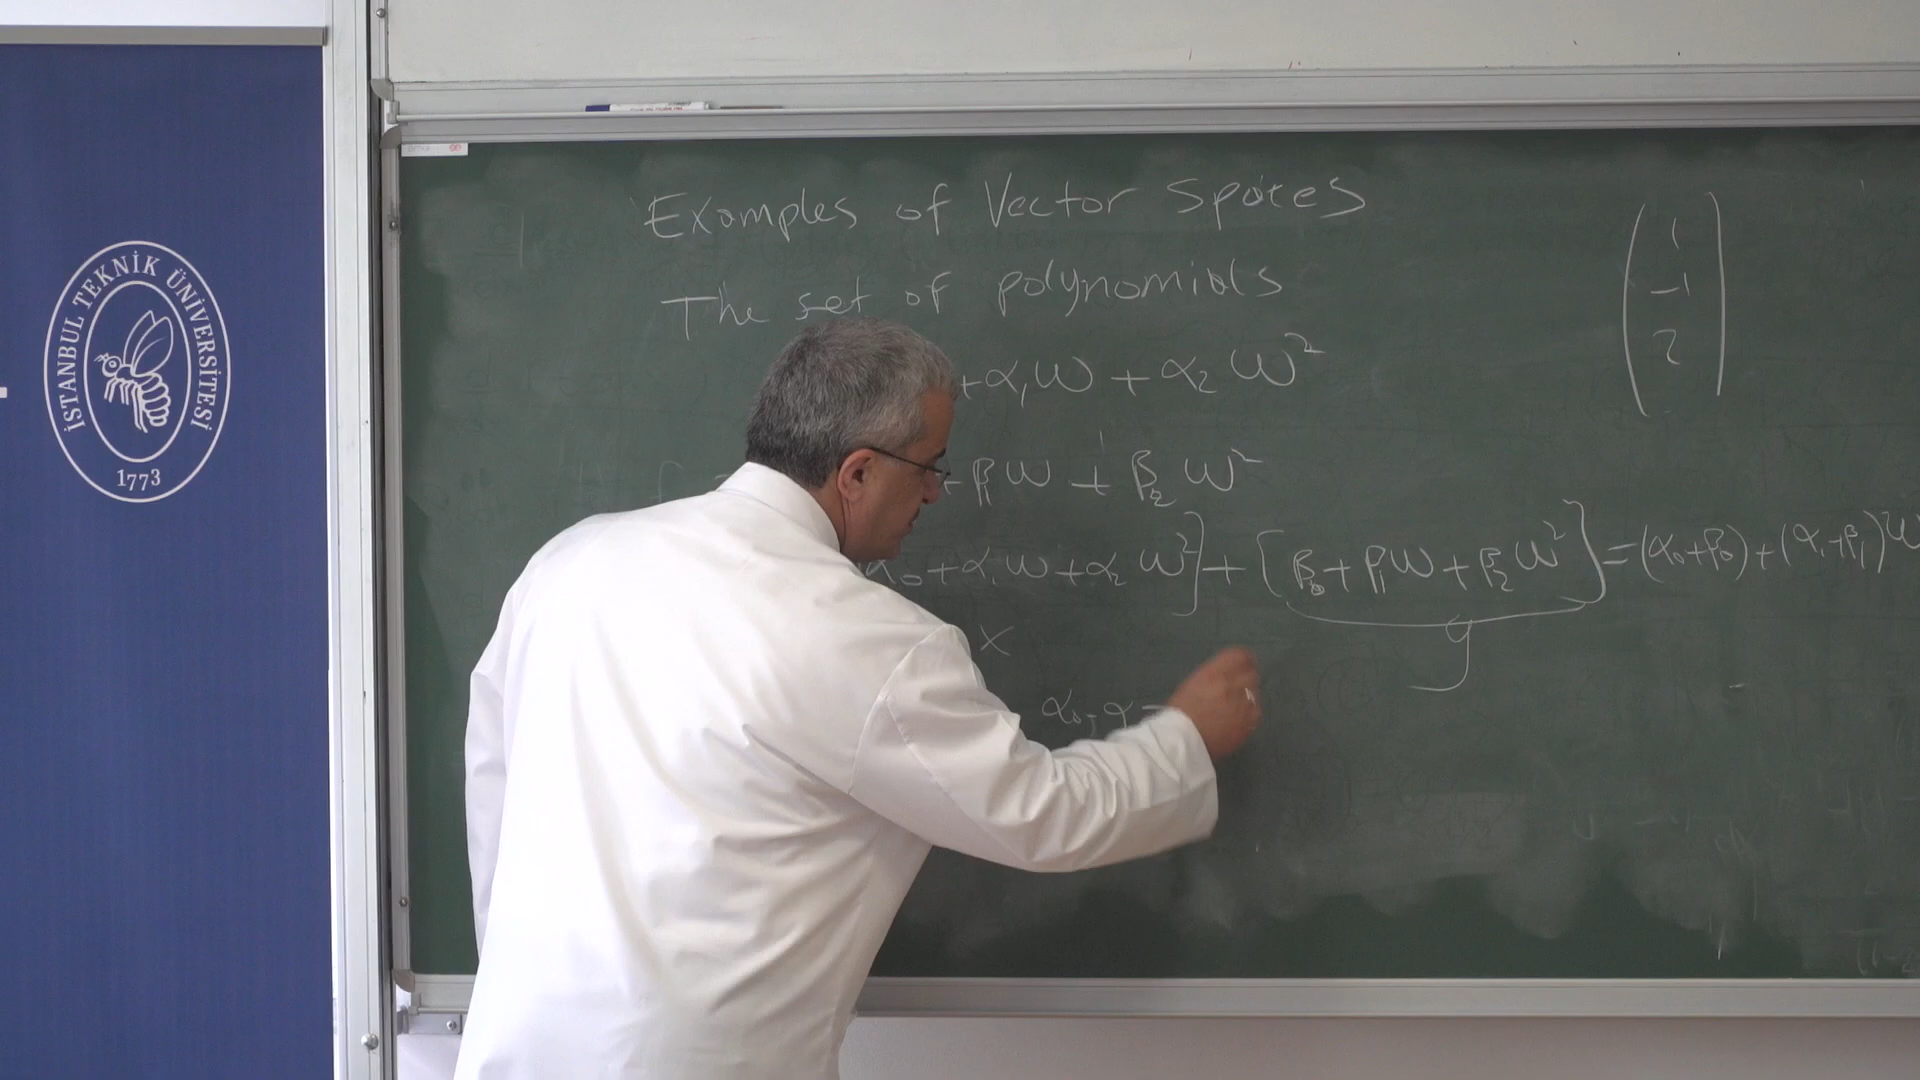 İSTANBUL TEKNİK ÜNİVERSİTESİ
1773
Examples of Vector Spaces
The set of polynomials
+α₁ω + α₂ω²
+ β₁ω + β₂ω²
α₀+α₁ω+α₂ω²] + [β₀+β₁ω+β₂ω²] = (α₀+β₀)+(α₁+β₁)ω
x
y
α₀
1
-1
2